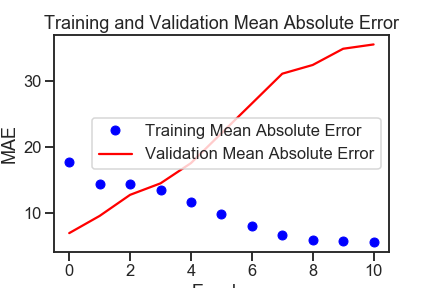 Training and Validation Mean Absolute Error
MAE
30
20
10
Training Mean Absolute Error
Validation Mean Absolute Error
0 2 4 6 8 10